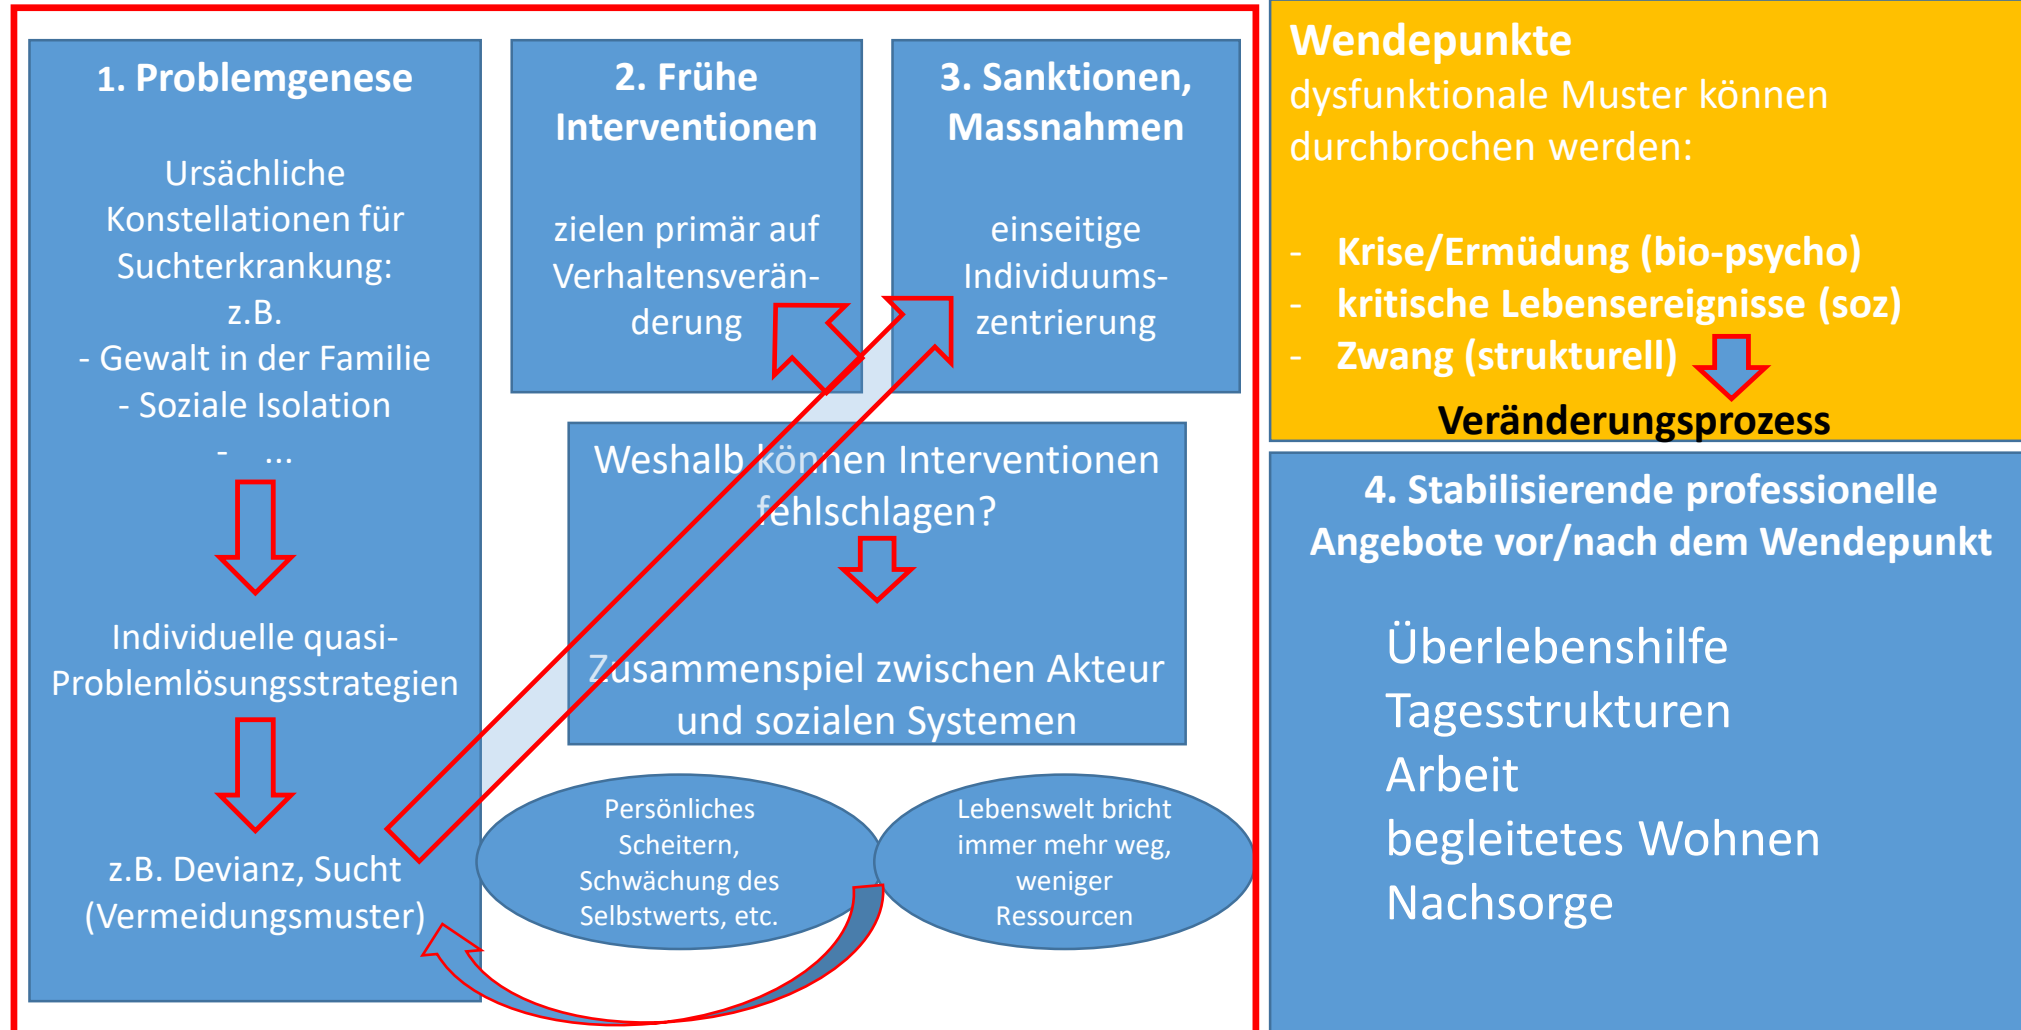 1. Problemgenese
Ursächliche
Konstellationen für
Suchterkrankung:
z.B.
- Gewalt in der Familie
- Soziale Isolation
- ...
Individuelle quasi-
Problemlösungsstrategien
z.B. Devianz, Sucht
(Vermeidungsmuster)
2. Frühe
Interventionen
zielen primär auf
Verhaltensverän-
derung
3. Sanktionen,
Massnahmen
einseitige
Individuums-
zentrierung
Weshalb können Interventionen
fehlschlagen?
Zusammenspiel zwischen Akteur
und sozialen Systemen
Persönliches
Scheitern,
Schwächung des
Selbstwerts, etc.
Lebenswelt bricht
immer mehr weg,
weniger
Ressourcen
Wendepunkte
dysfunktionale Muster können
durchbrochen werden:
- Krise/Ermüdung (bio-psycho)
- kritische Lebensereignisse (soz)
- Zwang (strukturell)
Veränderungsprozess
4. Stabilisierende professionelle
Angebote vor/nach dem Wendepunkt
Überlebenshilfe
Tagesstrukturen
Arbeit
begleitetes Wohnen
Nachsorge